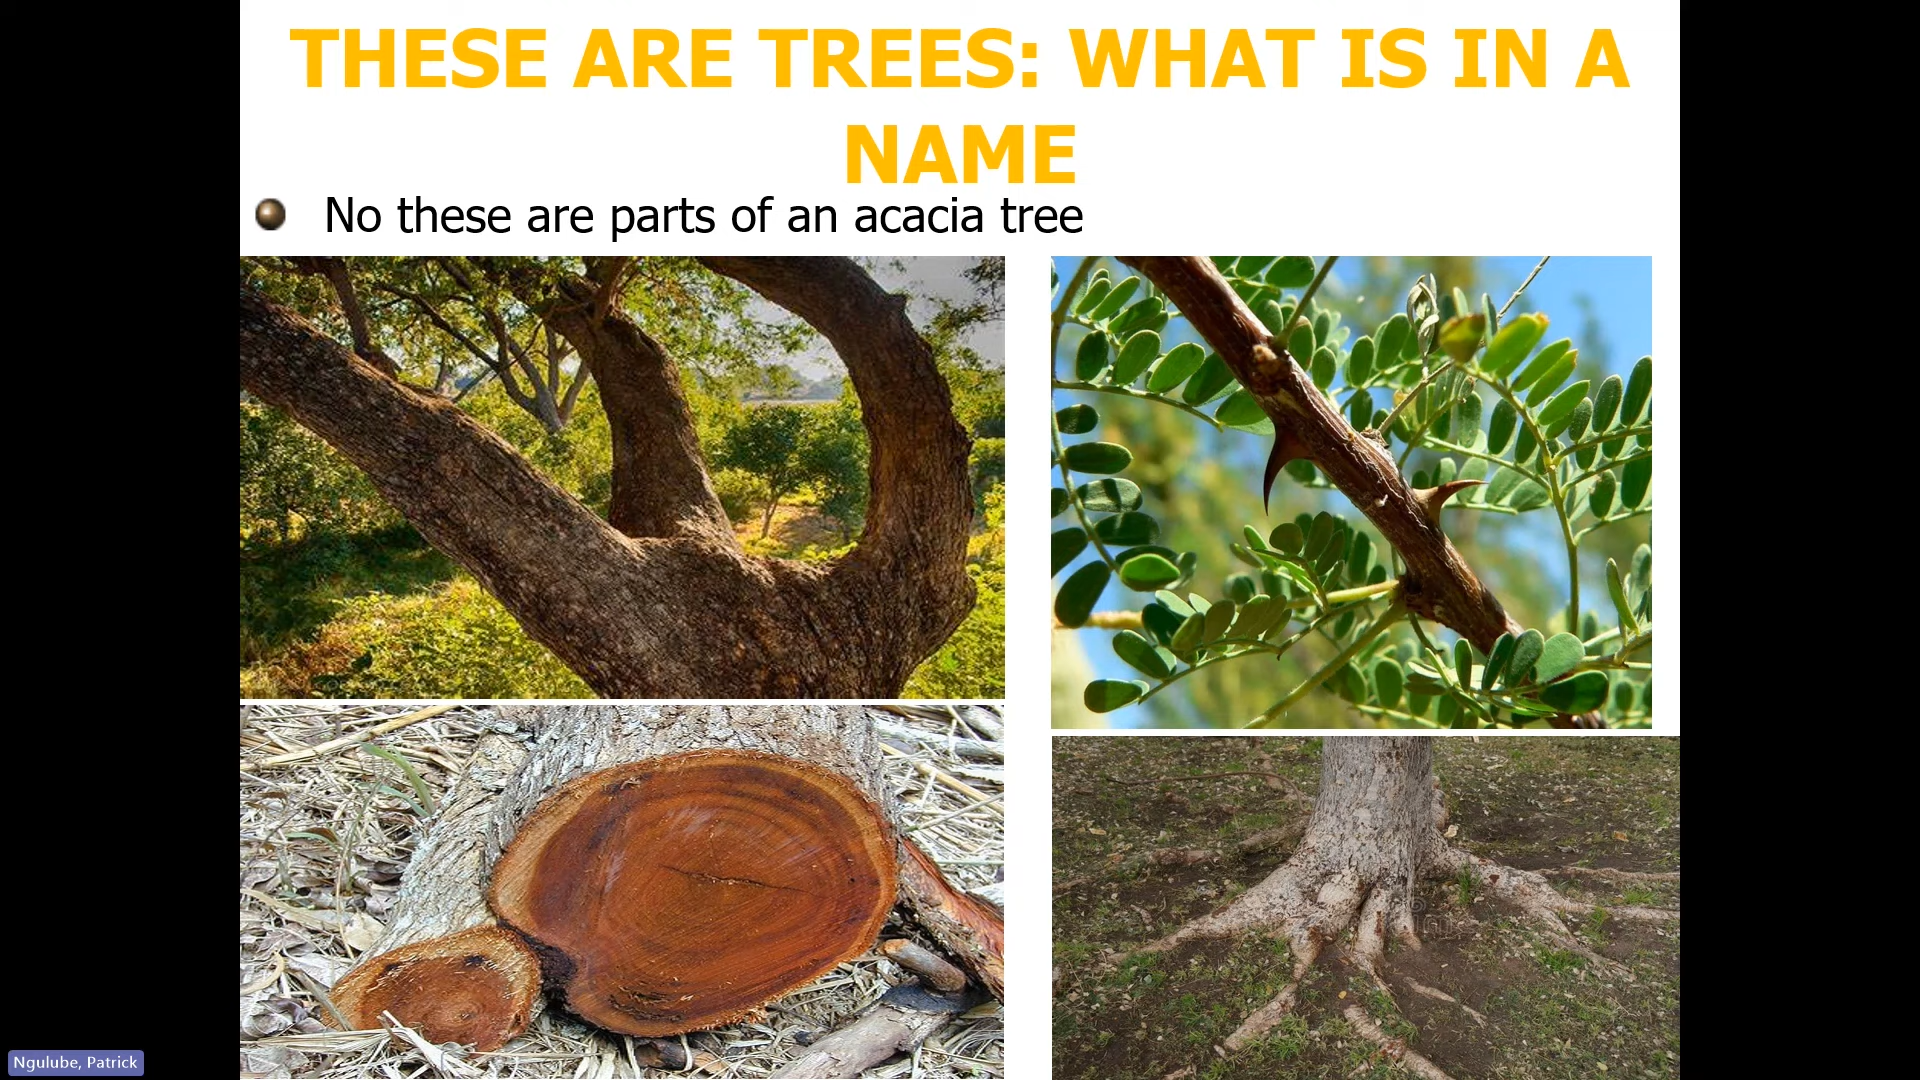 THESE ARE TREES: WHAT IS IN A
NAME
No these are parts of an acacia tree
Ngulube, Patrick